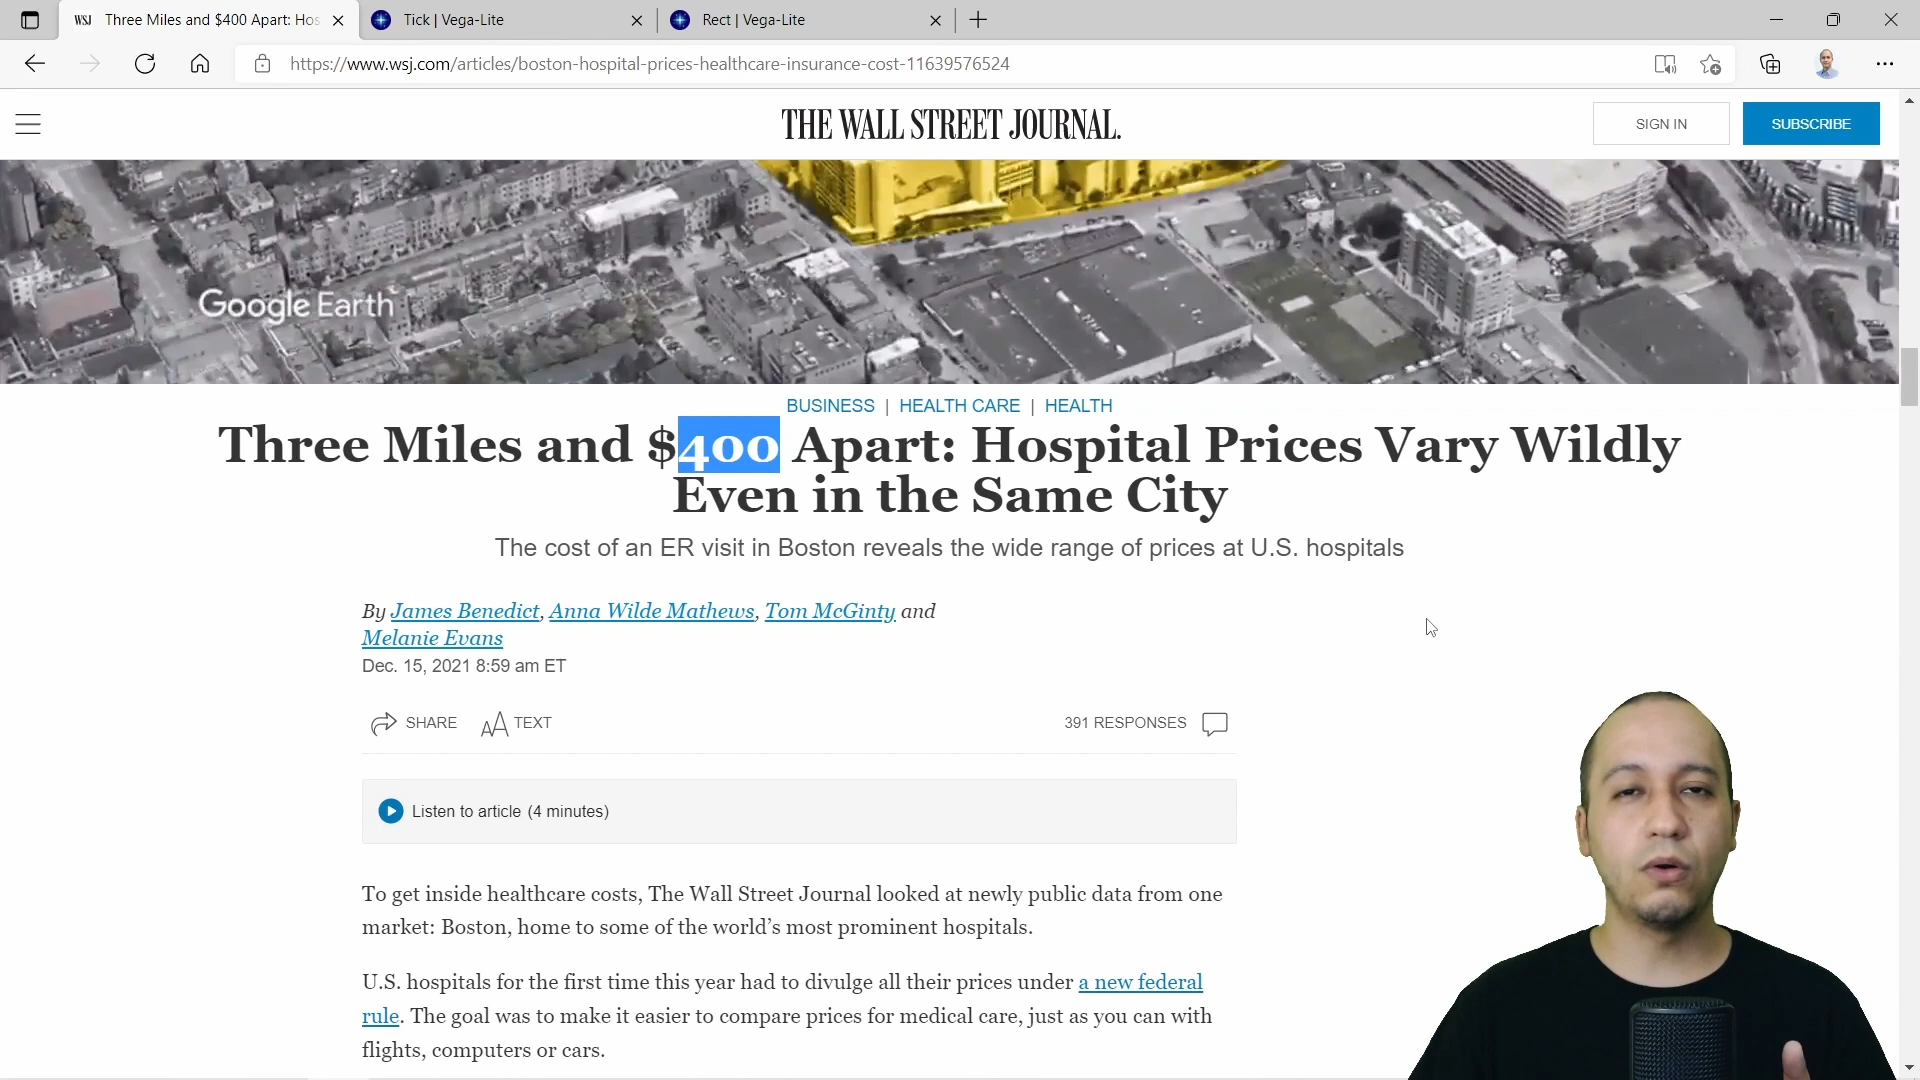 WSJ Three Miles and $400 Apart: Hos
Tick | Vega-Lite
Rect | Vega-Lite
https://www.wsj.com/articles/boston-hospital-prices-healthcare-insurance-cost-11639576524
THE WALL STREET JOURNAL.
SIGN IN
SUBSCRIBE
Google Earth
BUSINESS | HEALTH CARE | HEALTH
Three Miles and $400 Apart: Hospital Prices Vary Wildly
Even in the Same City
The cost of an ER visit in Boston reveals the wide range of prices at U.S. hospitals
By James Benedict, Anna Wilde Mathews, Tom McGinty and
Melanie Evans
Dec. 15, 2021 8:59 am ET
SHARE
AA TEXT
391 RESPONSES
Listen to article (4 minutes)
To get inside healthcare costs, The Wall Street Journal looked at newly public data from one
market: Boston, home to some of the world’s most prominent hospitals.
U.S. hospitals for the first time this year had to divulge all their prices under a new federal
rule. The goal was to make it easier to compare prices for medical care, just as you can with
flights, computers or cars.